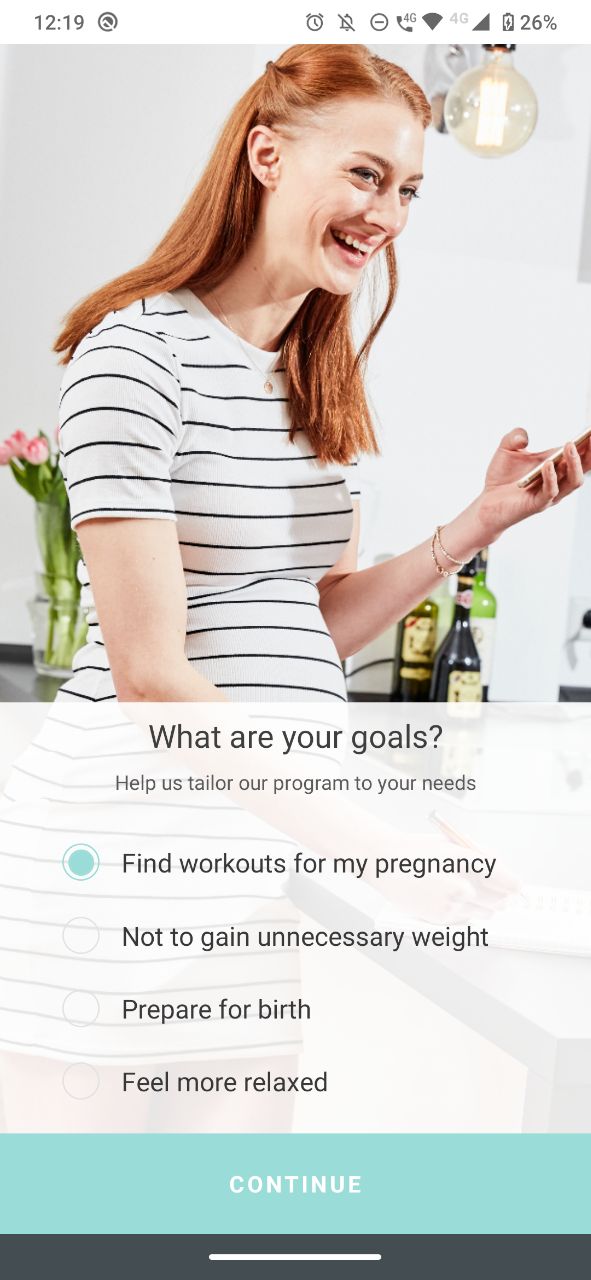 12:19
4G
4G
26%
What are your goals?
Help us tailor our program to your needs
Find workouts for my pregnancy
Not to gain unnecessary weight
Prepare for birth
Feel more relaxed
CONTINUE